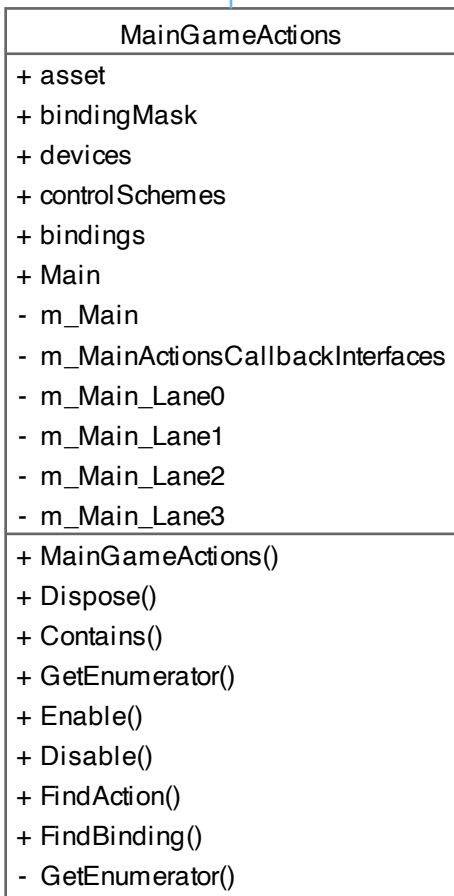 MainGameActions
+ asset
+ bindingMask
+ devices
+ controlSchemes
+ bindings
+ Main
- m_Main
- m_MainActionsCallbackInterfaces
- m_Main_Lane0
- m_Main_Lane1
- m_Main_Lane2
- m_Main_Lane3
+ MainGameActions()
+ Dispose()
+ Contains()
+ GetEnumerator()
+ Enable()
+ Disable()
+ FindAction()
+ FindBinding()
- GetEnumerator()